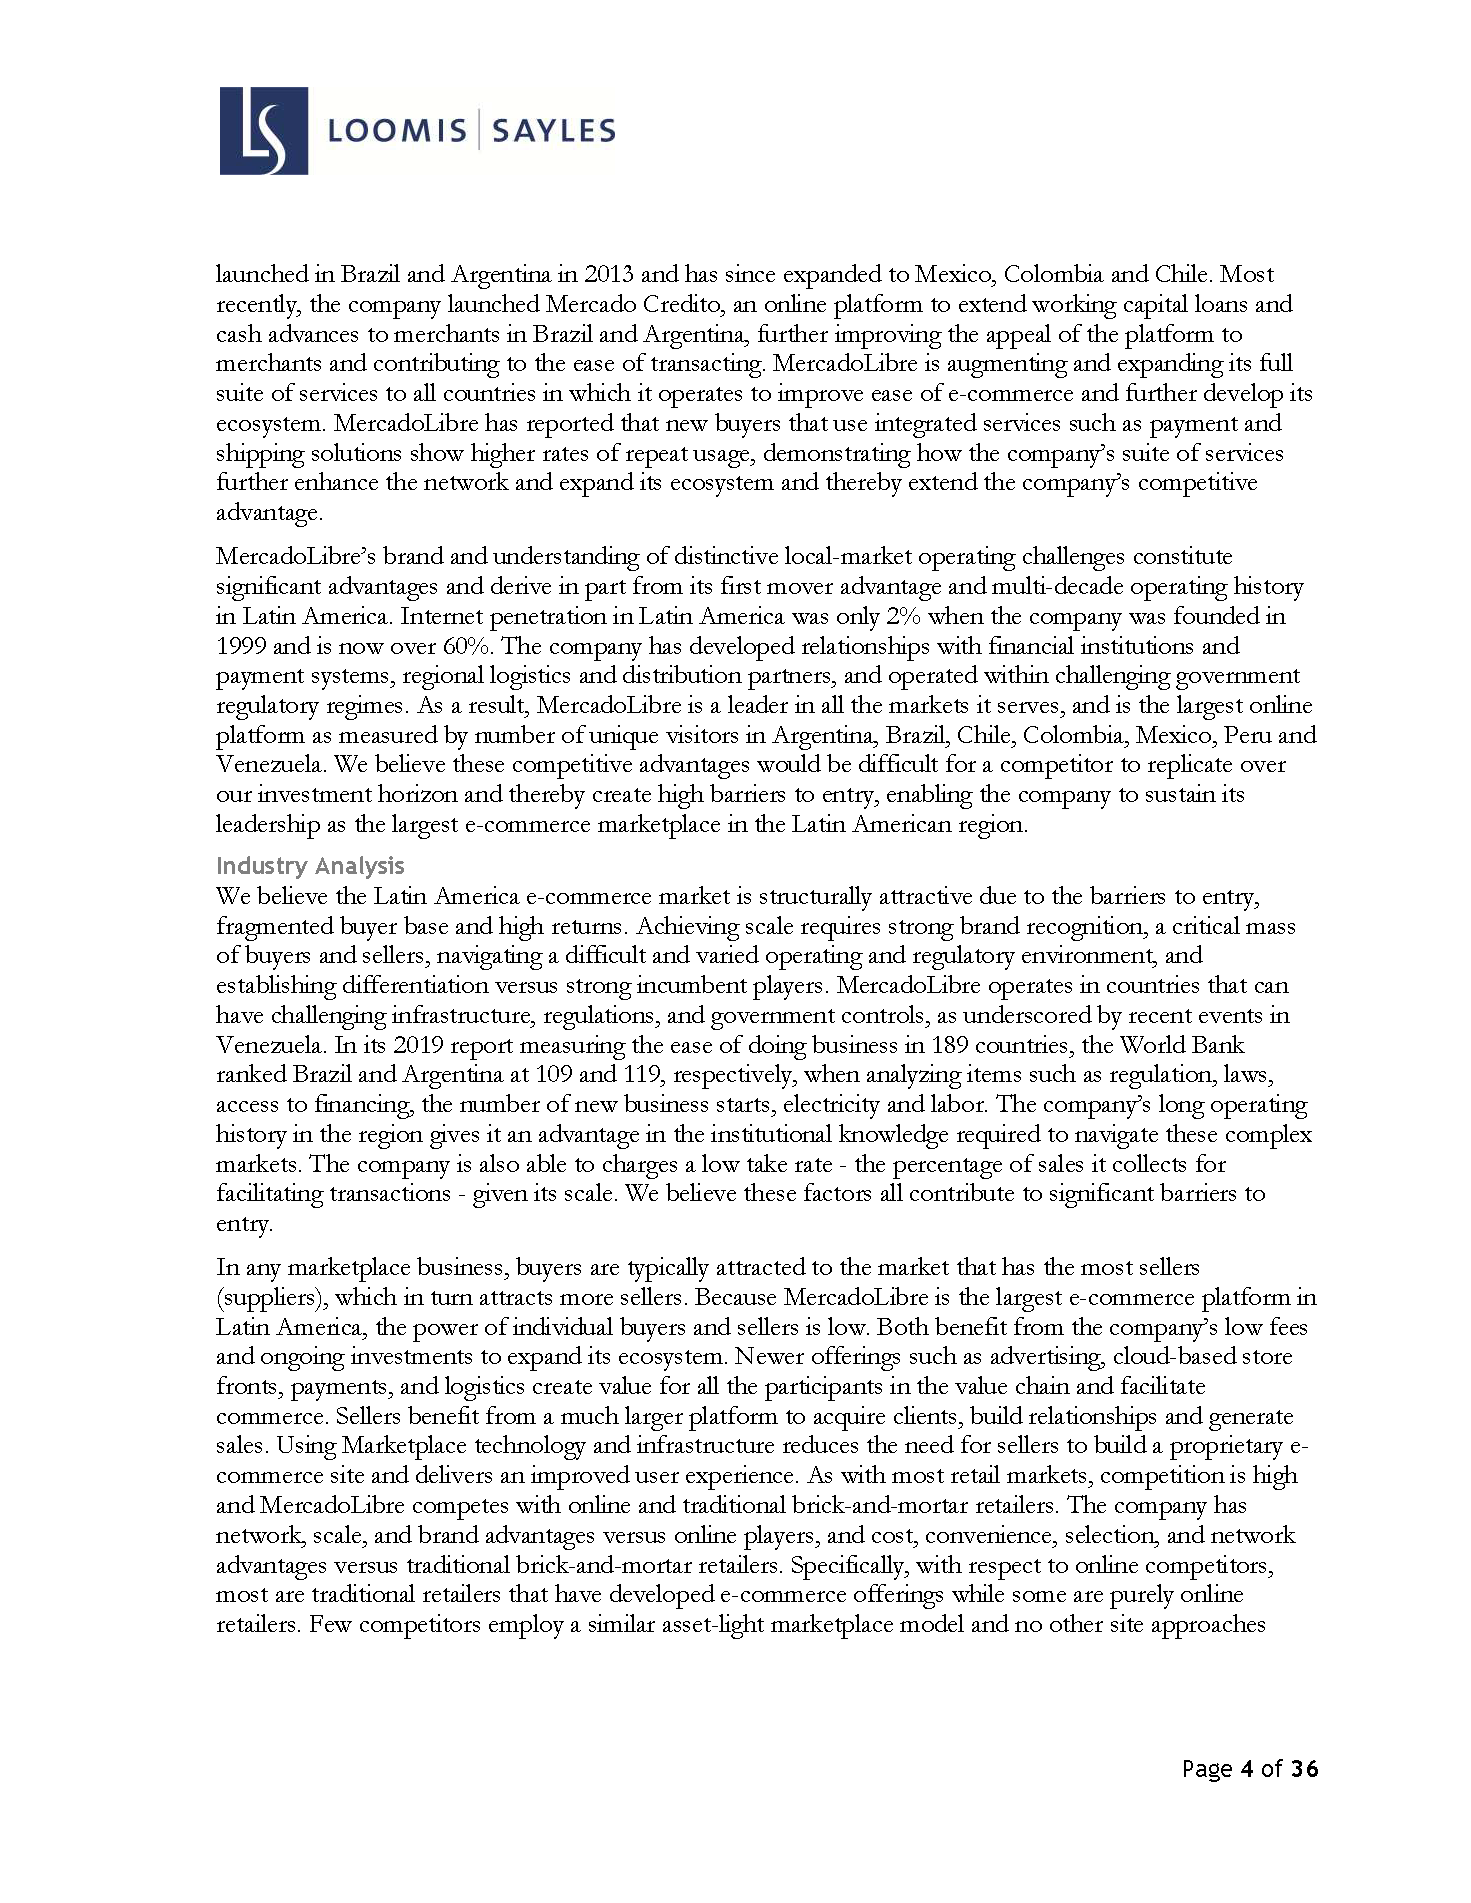 LS LOOMIS | SAYLES
launched in Brazil and Argentina in 2013 and has since expanded to Mexico, Colombia and Chile. Most
recently, the company launched Mercado Credito, an online platform to extend working capital loans and
cash advances to merchants in Brazil and Argentina, further improving the appeal of the platform to
merchants and contributing to the ease of transacting. MercadoLibre is augmenting and expanding its full
suite of services to all countries in which it operates to improve ease of e-commerce and further develop its
ecosystem. MercadoLibre has reported that new buyers that use integrated services such as payment and
shipping solutions show higher rates of repeat usage, demonstrating how the company’s suite of services
further enhance the network and expand its ecosystem and thereby extend the company’s competitive
advantage.
MercadoLibre’s brand and understanding of distinctive local-market operating challenges constitute
significant advantages and derive in part from its first mover advantage and multi-decade operating history
in Latin America. Internet penetration in Latin America was only 2% when the company was founded in
1999 and is now over 60%. The company has developed relationships with financial institutions and
payment systems, regional logistics and distribution partners, and operated within challenging government
regulatory regimes. As a result, MercadoLibre is a leader in all the markets it serves, and is the largest online
platform as measured by number of unique visitors in Argentina, Brazil, Chile, Colombia, Mexico, Peru and
Venezuela. We believe these competitive advantages would be difficult for a competitor to replicate over
our investment horizon and thereby create high barriers to entry, enabling the company to sustain its
leadership as the largest e-commerce marketplace in the Latin American region.
Industry Analysis
We believe the Latin America e-commerce market is structurally attractive due to the barriers to entry,
fragmented buyer base and high returns. Achieving scale requires strong brand recognition, a critical mass
of buyers and sellers, navigating a difficult and varied operating and regulatory environment, and
establishing differentiation versus strong incumbent players. MercadoLibre operates in countries that can
have challenging infrastructure, regulations, and government controls, as underscored by recent events in
Venezuela. In its 2019 report measuring the ease of doing business in 189 countries, the World Bank
ranked Brazil and Argentina at 109 and 119, respectively, when analyzing items such as regulation, laws,
access to financing, the number of new business starts, electricity and labor. The company’s long operating
history in the region gives it an advantage in the institutional knowledge required to navigate these complex
markets. The company is also able to charges a low take rate - the percentage of sales it collects for
facilitating transactions - given its scale. We believe these factors all contribute to significant barriers to
entry.
In any marketplace business, buyers are typically attracted to the market that has the most sellers
(suppliers), which in turn attracts more sellers. Because MercadoLibre is the largest e-commerce platform in
Latin America, the power of individual buyers and sellers is low. Both benefit from the company’s low fees
and ongoing investments to expand its ecosystem. Newer offerings such as advertising, cloud-based store
fronts, payments, and logistics create value for all the participants in the value chain and facilitate
commerce. Sellers benefit from a much larger platform to acquire clients, build relationships and generate
sales. Using Marketplace technology and infrastructure reduces the need for sellers to build a proprietary e-
commerce site and delivers an improved user experience. As with most retail markets, competition is high
and MercadoLibre competes with online and traditional brick-and-mortar retailers. The company has
network, scale, and brand advantages versus online players, and cost, convenience, selection, and network
advantages versus traditional brick-and-mortar retailers. Specifically, with respect to online competitors,
most are traditional retailers that have developed e-commerce offerings while some are purely online
retailers. Few competitors employ a similar asset-light marketplace model and no other site approaches
Page 4 of 36